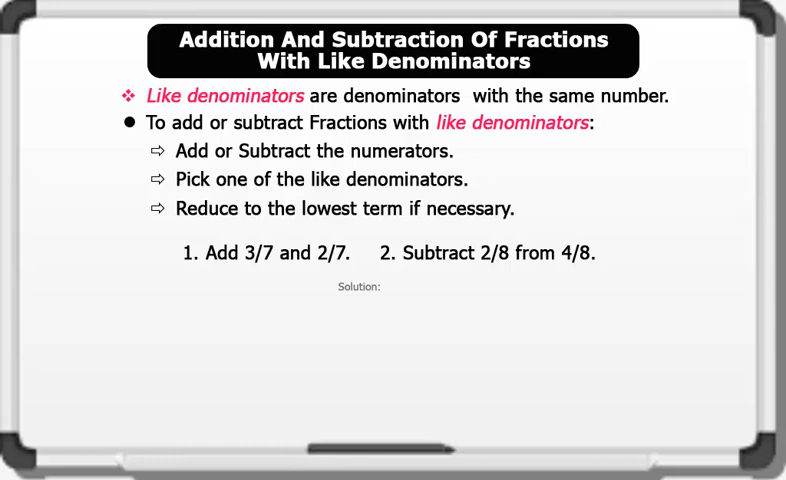 Addition And Subtraction Of Fractions
With Like Denominators
❖ Like denominators are denominators with the same number.
● To add or subtract Fractions with like denominators:
⇨ Add or Subtract the numerators.
⇨ Pick one of the like denominators.
⇨ Reduce to the lowest term if necessary.
1. Add 3/7 and 2/7. 2. Subtract 2/8 from 4/8.
Solution: